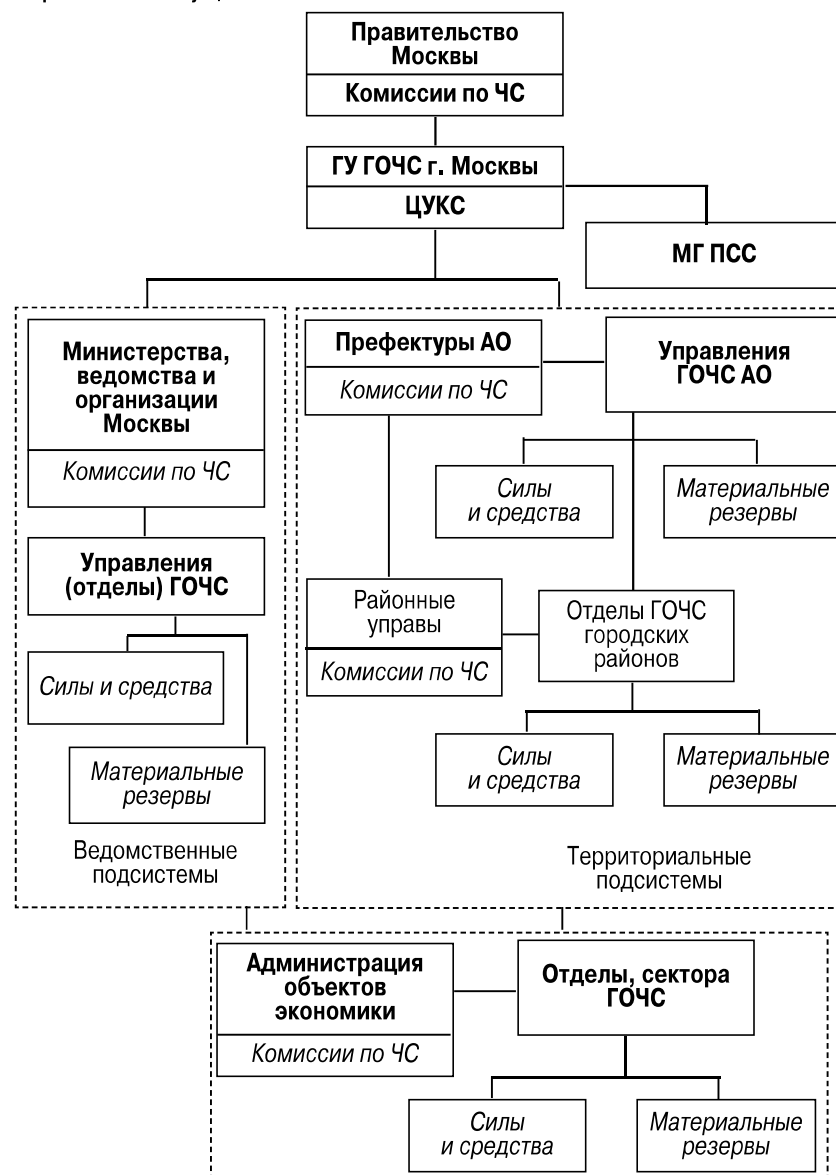 Правительство
Москвы
Комиссии по ЧС
ГУ ГОЧС г. Москвы
ЦУКС
МГ ПСС
Министерства,
ведомства и
организации
Москвы
Комиссии по ЧС
Управления
(отделы) ГОЧС
Силы и средства
Материальные
резервы
Ведомственные
подсистемы
Префектуры АО
Комиссии по ЧС
Управления
ГОЧС АО
Силы
и средства
Материальные
резервы
Районные
управы
Комиссии по ЧС
Отделы ГОЧС
городских
районов
Силы
и средства
Материальные
резервы
Территориальные
подсистемы
Администрация
объектов
экономики
Комиссии по ЧС
Отделы, сектора
ГОЧС
Силы
и средства
Материальные
резервы